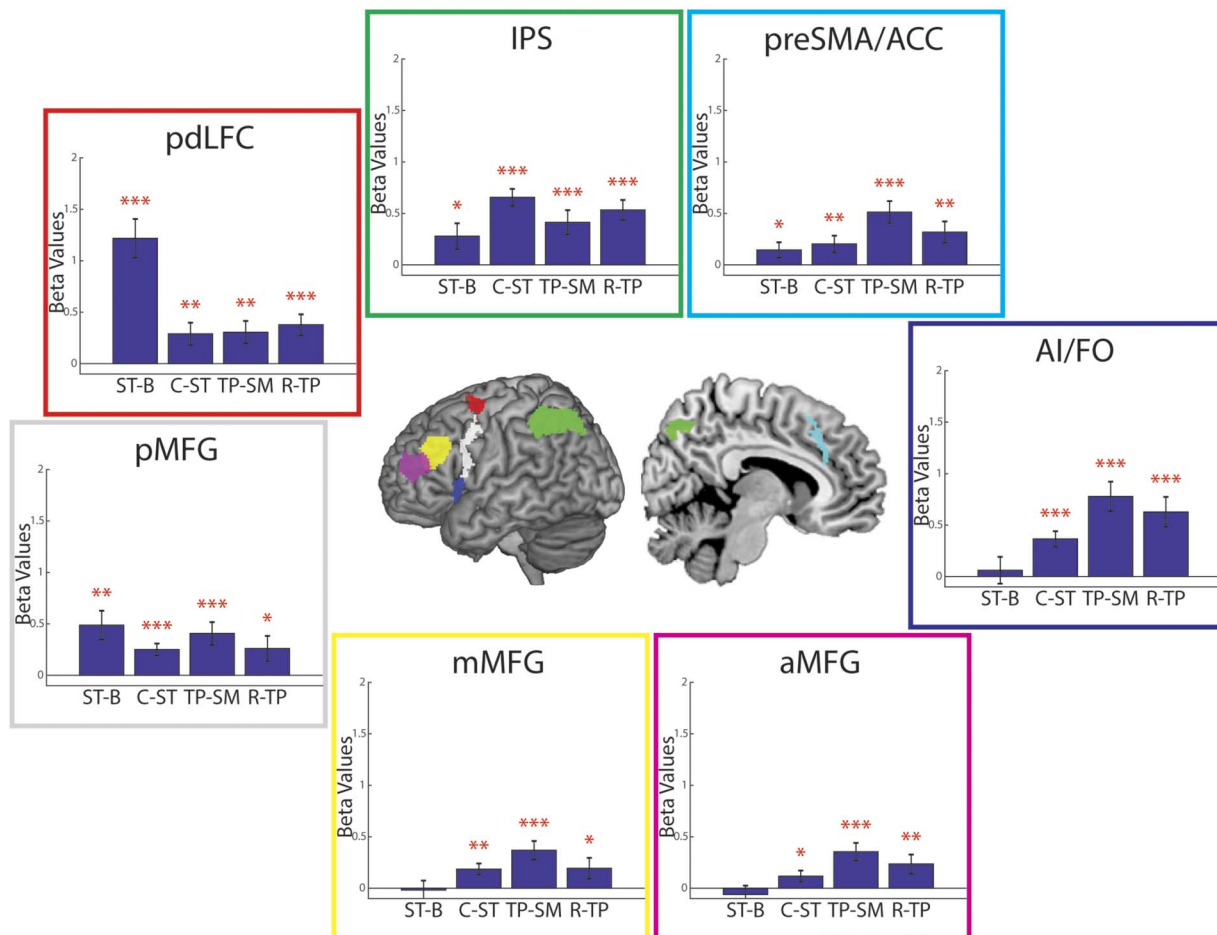 IPS
2
1.5
1
0.5
0
Beta Values
*
***
***
***
ST-B C-ST TP-SM R-TP
preSMA/ACC
2
1.5
1
0.5
0
Beta Values
*
**
***
**
ST-B C-ST TP-SM R-TP
pdLFC
2
1.5
1
0.5
0
Beta Values
***
**
**
***
ST-B C-ST TP-SM R-TP
AI/FO
2
1.5
1
0.5
0
Beta Values
***
***
***
ST-B C-ST TP-SM R-TP
pMFG
2
1.5
1
0.5
0
Beta Values
**
***
***
*
ST-B C-ST TP-SM R-TP
mMFG
2
1.5
1
0.5
0
Beta Values
**
***
*
ST-B C-ST TP-SM R-TP
aMFG
2
1.5
1
0.5
0
Beta Values
*
***
**
ST-B C-ST TP-SM R-TP